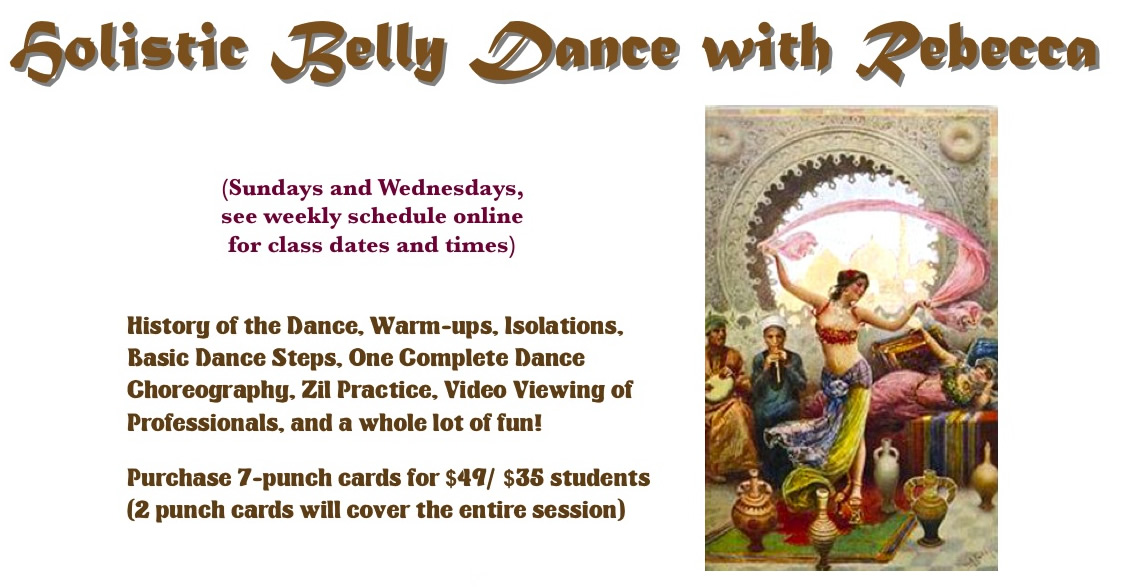 Holistic Belly Dance with Rebecca
(Sundays and Wednesdays,
see weekly schedule online
for class dates and times)
History of the Dance, Warm-ups, Isolations,
Basic Dance Steps, One Complete Dance
Choreography, Zil Practice, Video Viewing of
Professionals, and a whole lot of fun!
Purchase 7-punch cards for $49/ $35 students
(2 punch cards will cover the entire session)